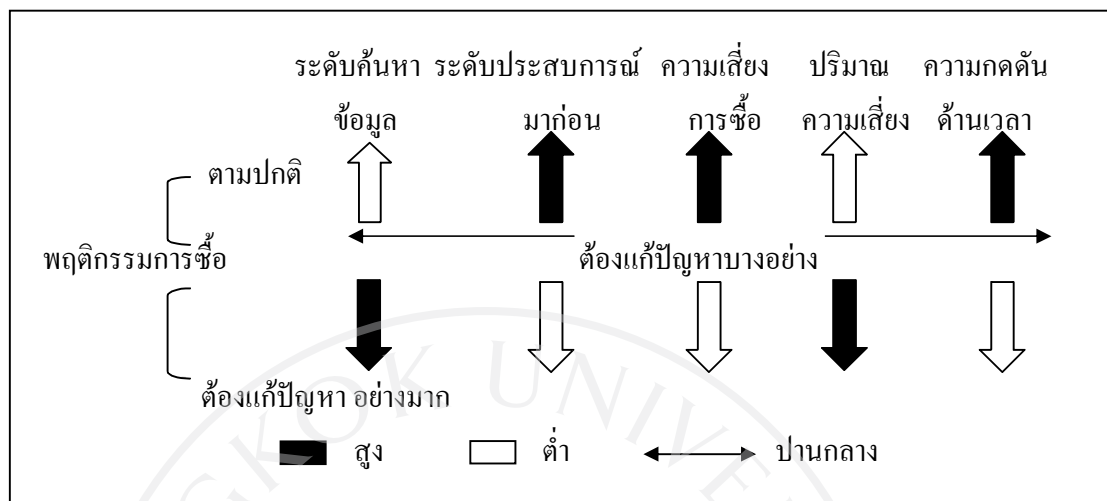 ระดับค้นหา ระดับประสบการณ์ ความเสี่ยง ปริมาณ ความกดดัน
ข้อมูล มาก่อน การซื้อ ความเสี่ยง ด้านเวลา
ตามปกติ
พฤติกรรมการซื้อ ต้องแก้ปัญหาบางอย่าง
ต้องแก้ปัญหา อย่างมาก
สูง ต่ำ ปานกลาง
GKOK UNIVE